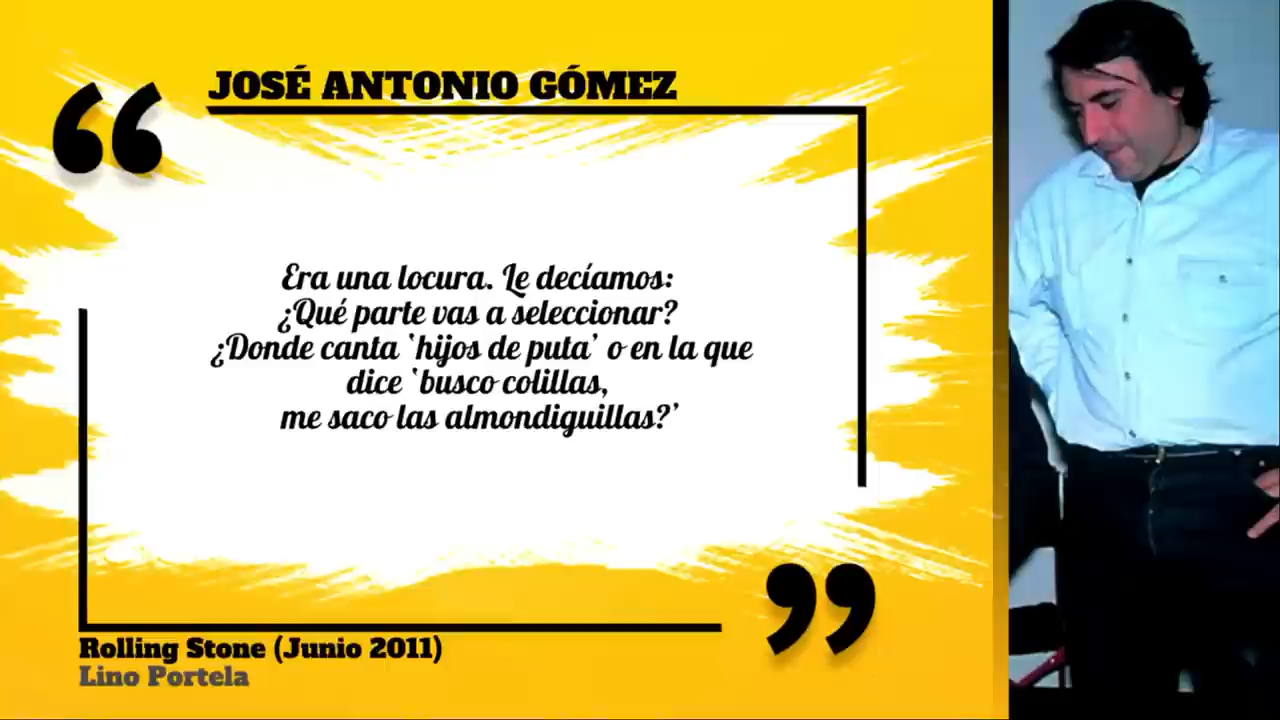 JOSÉ ANTONIO GÓMEZ
Era una locura. Le decíamos:
¿Qué parte vas a seleccionar?
¿Donde canta ‘hijos de puta’ o en la que
dice ‘busco colillas,
me saco las almondiguillas?’
Rolling Stone (Junio 2011)
Lino Portela